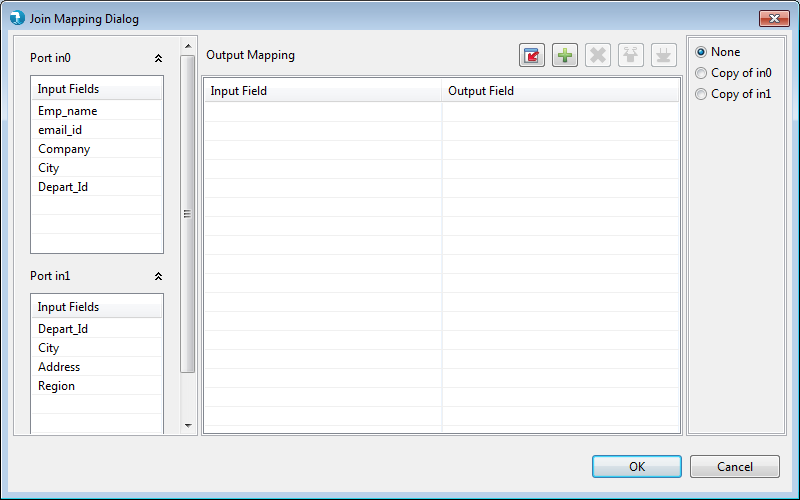 Join Mapping Dialog
Port in0
Input Fields
Emp_name
email_id
Company
City
Depart_Id
Port in1
Input Fields
Depart_Id
City
Address
Region
Output Mapping
Input Field Output Field
None
Copy of in0
Copy of in1
OK Cancel